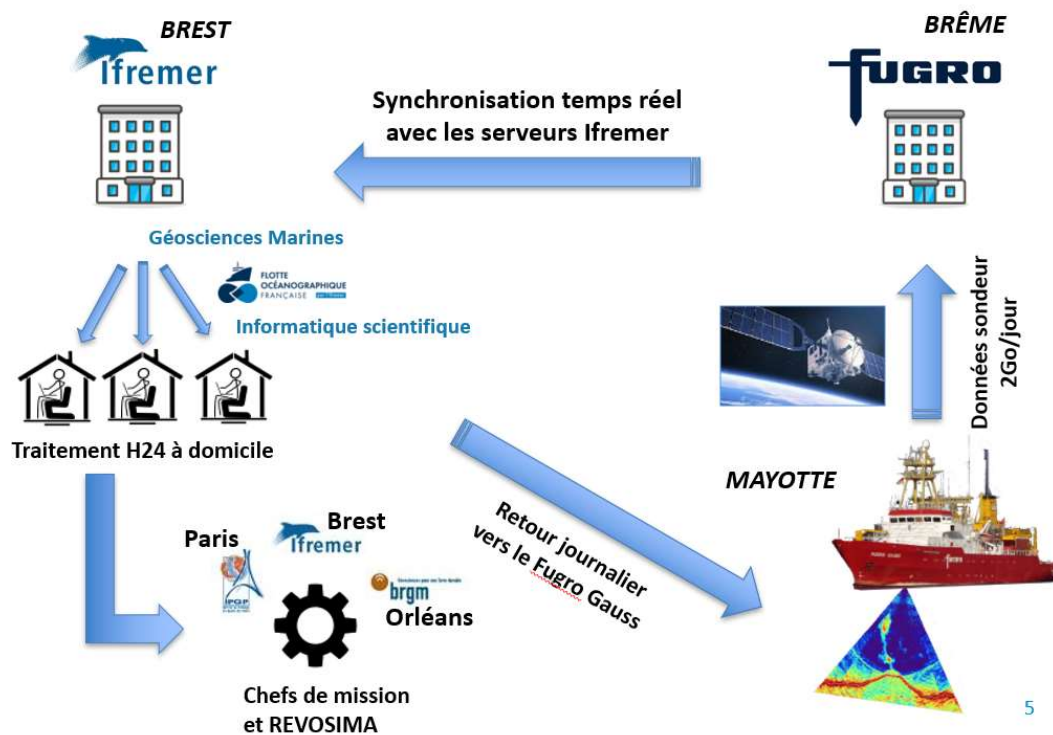 BREST
Ifremer
BRÊME
FUGRO
Synchronisation temps réel
avec les serveurs Ifremer
Géosciences Marines
FLOTTE
OCÉANOGRAPHIQUE
FRANÇAISE
Informatique scientifique
Traitement H24 à domicile
Données sondeur
2Go/jour
MAYOTTE
Retour journalier
vers le Fugro Gauss
Paris
IPGP
Brest
Ifremer
brgm
Orléans
Chefs de mission
et REVOSIMA
5